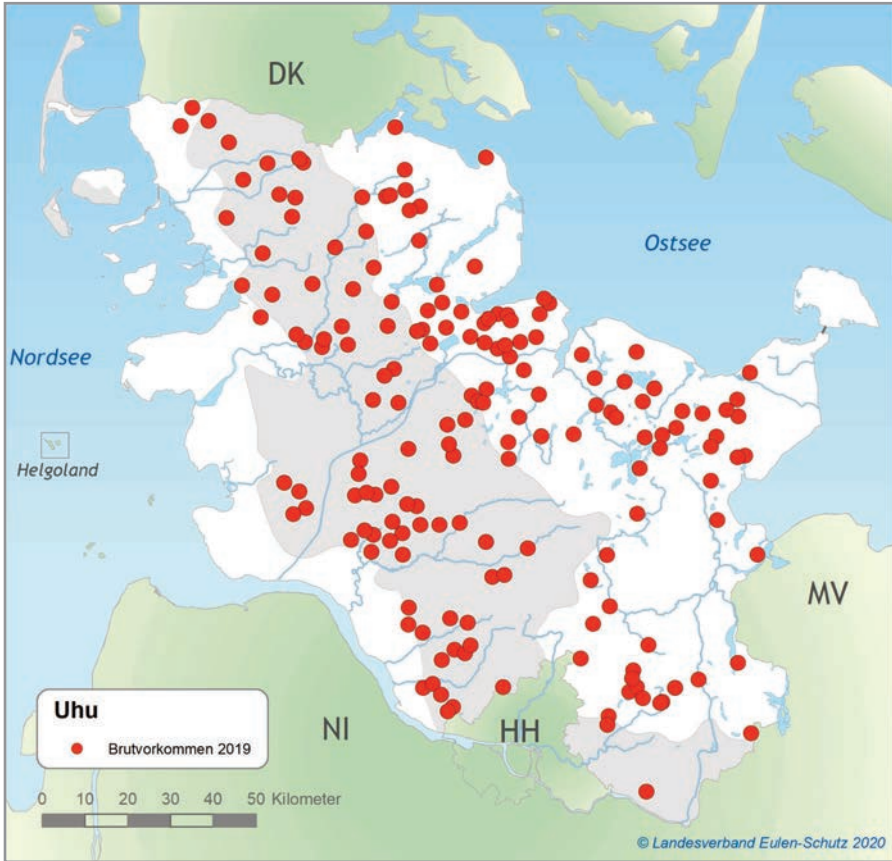 DK
Ostsee
Nordsee
Helgoland
MV
Uhu
Brutvorkommen 2019
NI
HH
0 10 20 30 40 50 Kilometer
© Landesverband Eulen-Schutz 2020